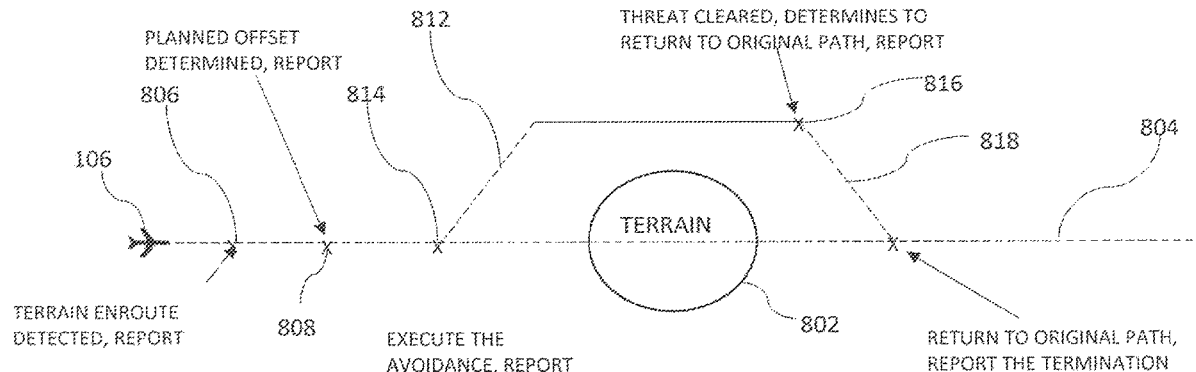 PLANNED OFFSET
DETERMINED, REPORT
812
THREAT CLEARED, DETERMINES TO
RETURN TO ORIGINAL PATH, REPORT
806
814
816
106
818
804
TERRAIN
X
X
X
X
X
TERRAIN ENROUTE
DETECTED, REPORT
808
EXECUTE THE
AVOIDANCE, REPORT
802
RETURN TO ORIGINAL PATH,
REPORT THE TERMINATION